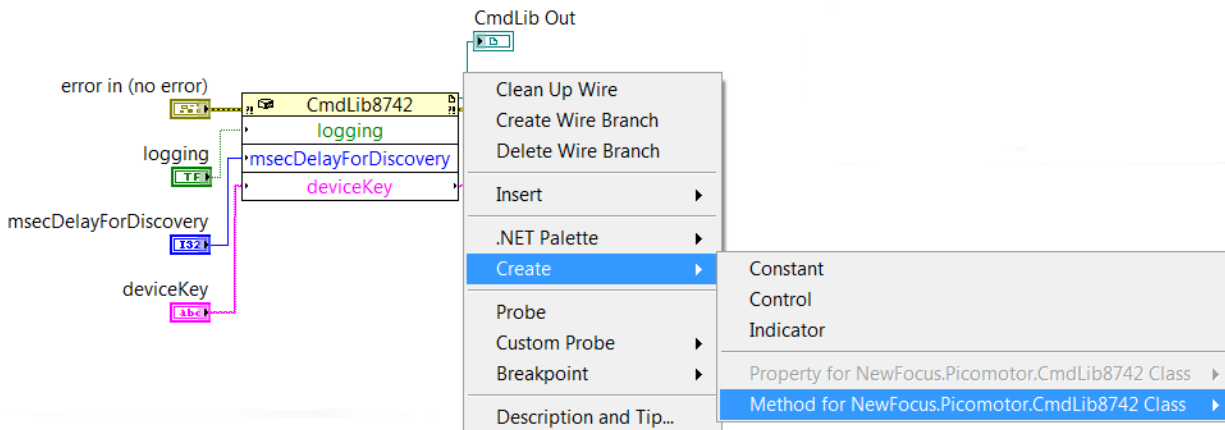 CmdLib Out
error in (no error)
CmdLib8742
logging
msecDelayForDiscovery
deviceKey
logging
TF
msecDelayForDiscovery
I32
deviceKey
abc
Clean Up Wire
Create Wire Branch
Delete Wire Branch
Insert
.NET Palette
Create
Probe
Custom Probe
Breakpoint
Description and Tip...
Constant
Control
Indicator
Property for NewFocus.Picomotor.CmdLib8742 Class
Method for NewFocus.Picomotor.CmdLib8742 Class